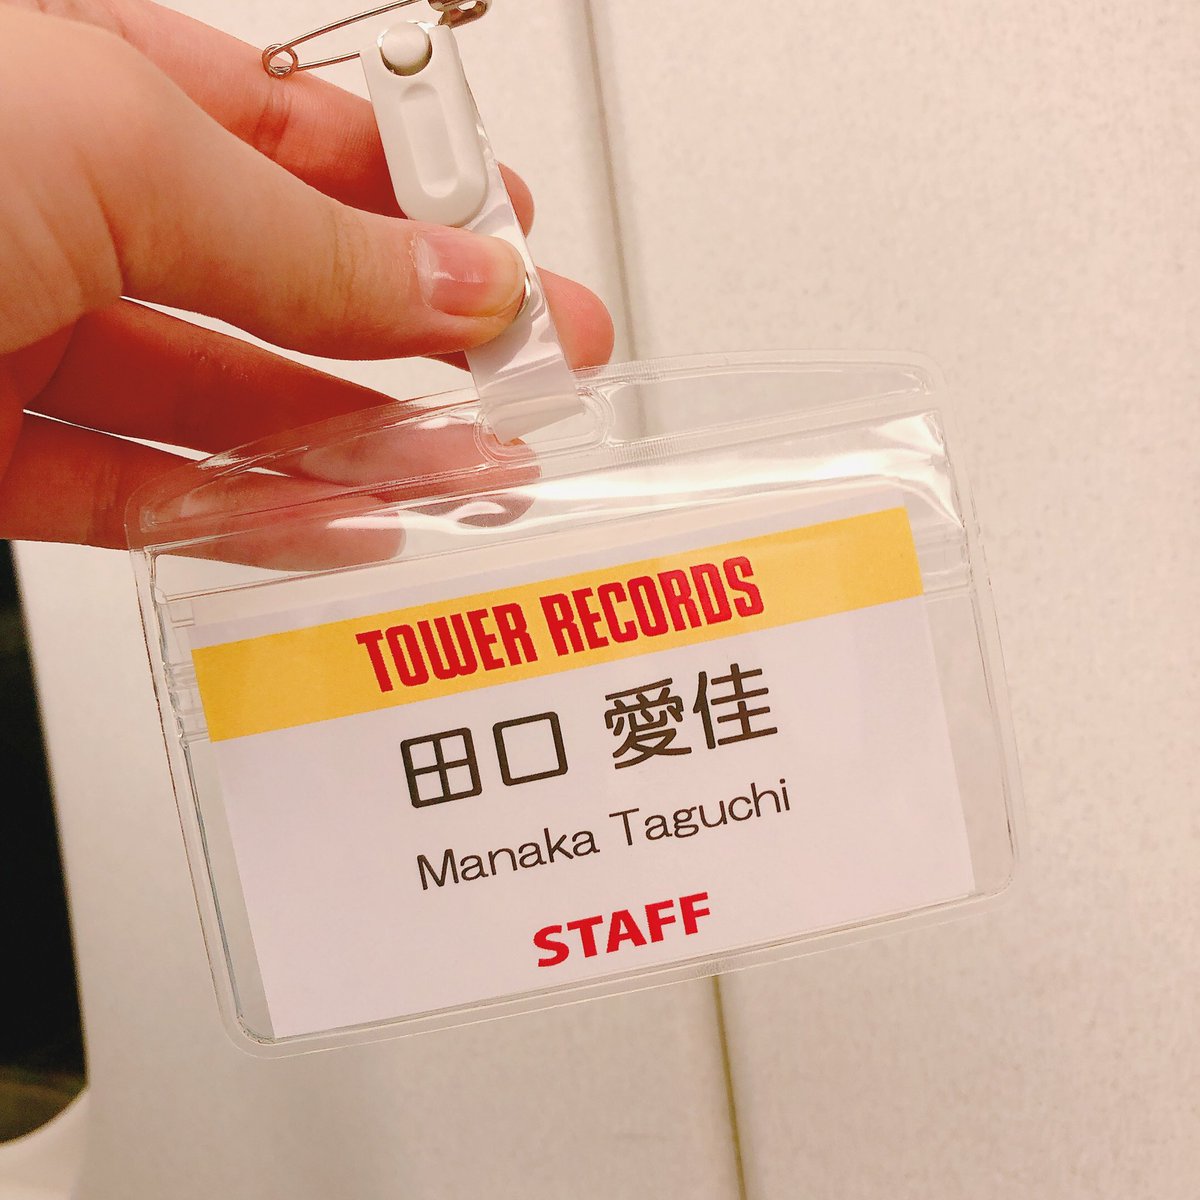 TOWER RECORDS
田口 愛佳
Manaka Taguchi
STAFF